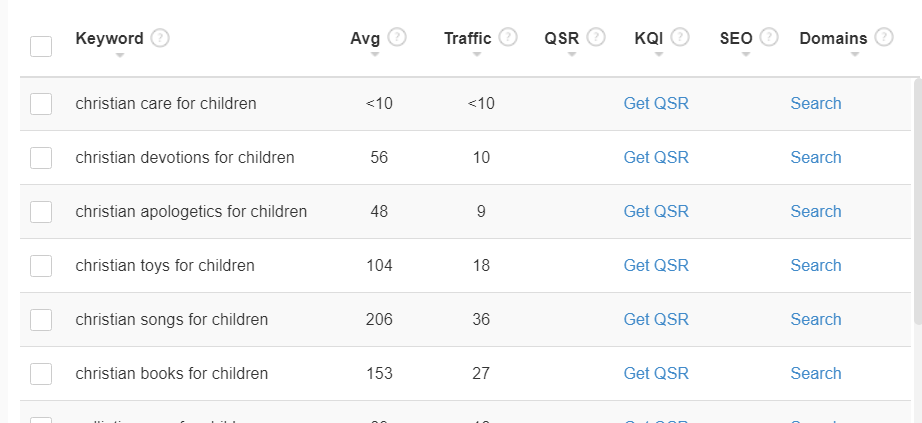 Keyword ? Avg ? Traffic ? QSR ? KQI ? SEO ? Domains ?
christian care for children <10 <10 Get QSR Search
christian devotions for children 56 10 Get QSR Search
christian apologetics for children 48 9 Get QSR Search
christian toys for children 104 18 Get QSR Search
christian songs for children 206 36 Get QSR Search
christian books for children 153 27 Get QSR Search